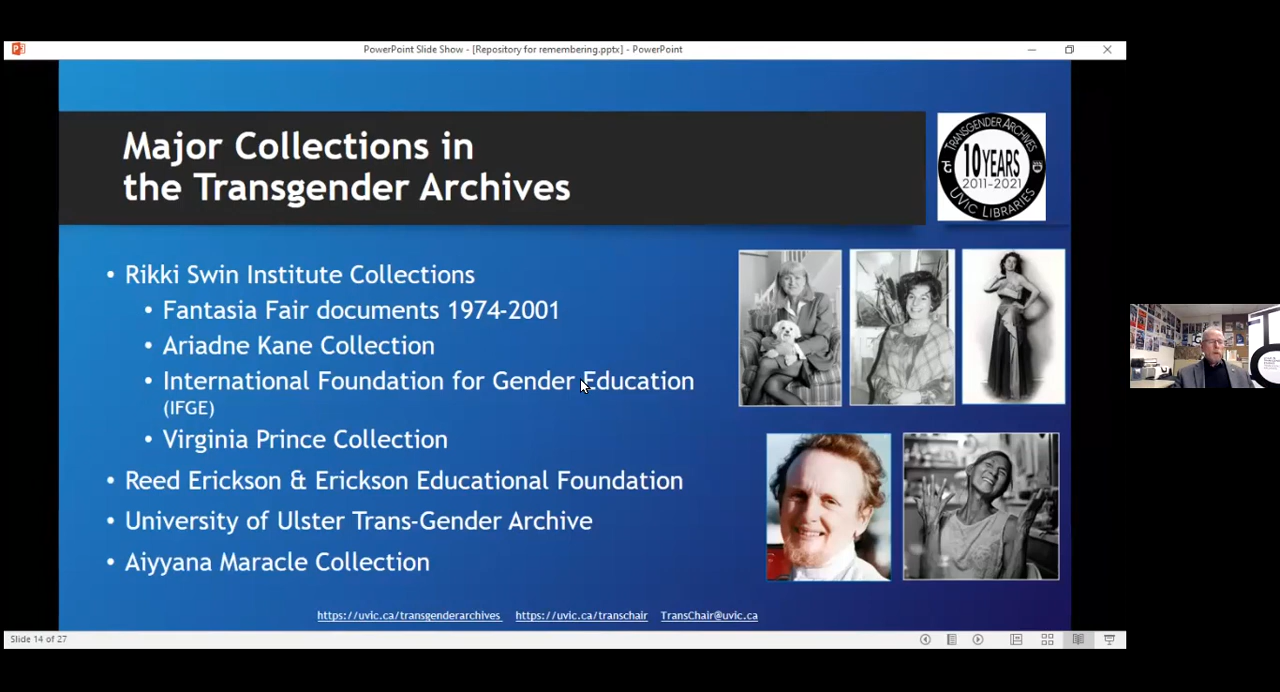 PowerPoint Slide Show - [Repository for remembering.pptx] - PowerPoint
Major Collections in
the Transgender Archives
TRANSGENDER ARCHIVES
10 YEARS
2011-2021
UVIC LIBRARIES
• Rikki Swin Institute Collections
• Fantasia Fair documents 1974-2001
• Ariadne Kane Collection
• International Foundation for Gender Education
(IFGE)
• Virginia Prince Collection
• Reed Erickson & Erickson Educational Foundation
• University of Ulster Trans-Gender Archive
• Aiyyana Maracle Collection
https://uvic.ca/transgenderarchives https://uvic.ca/transchair TransChair@uvic.ca
Slide 14 of 27